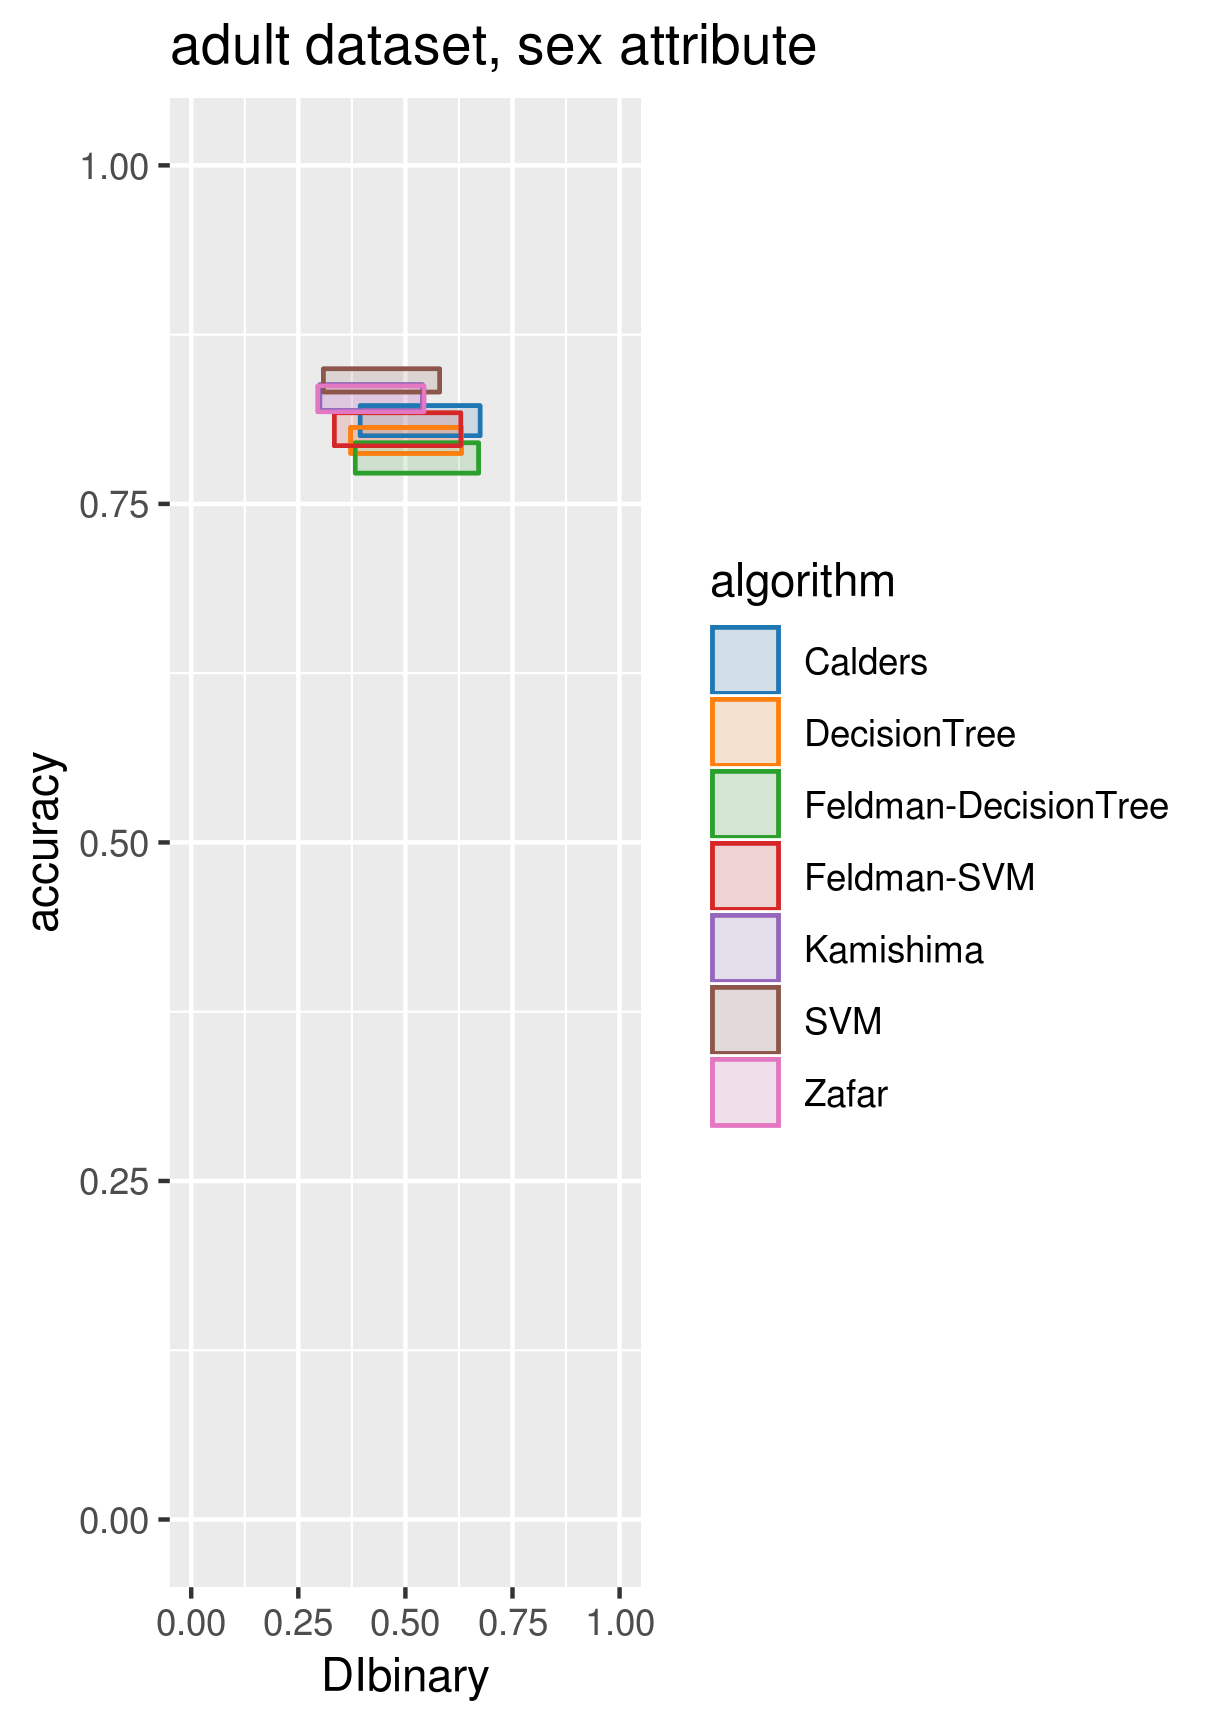 adult dataset, sex attribute
1.00
0.75
0.50
0.25
0.00
accuracy
0.00 0.25 0.50 0.75 1.00
DIbinary
algorithm
Calders
DecisionTree
Feldman-DecisionTree
Feldman-SVM
Kamishima
SVM
Zafar